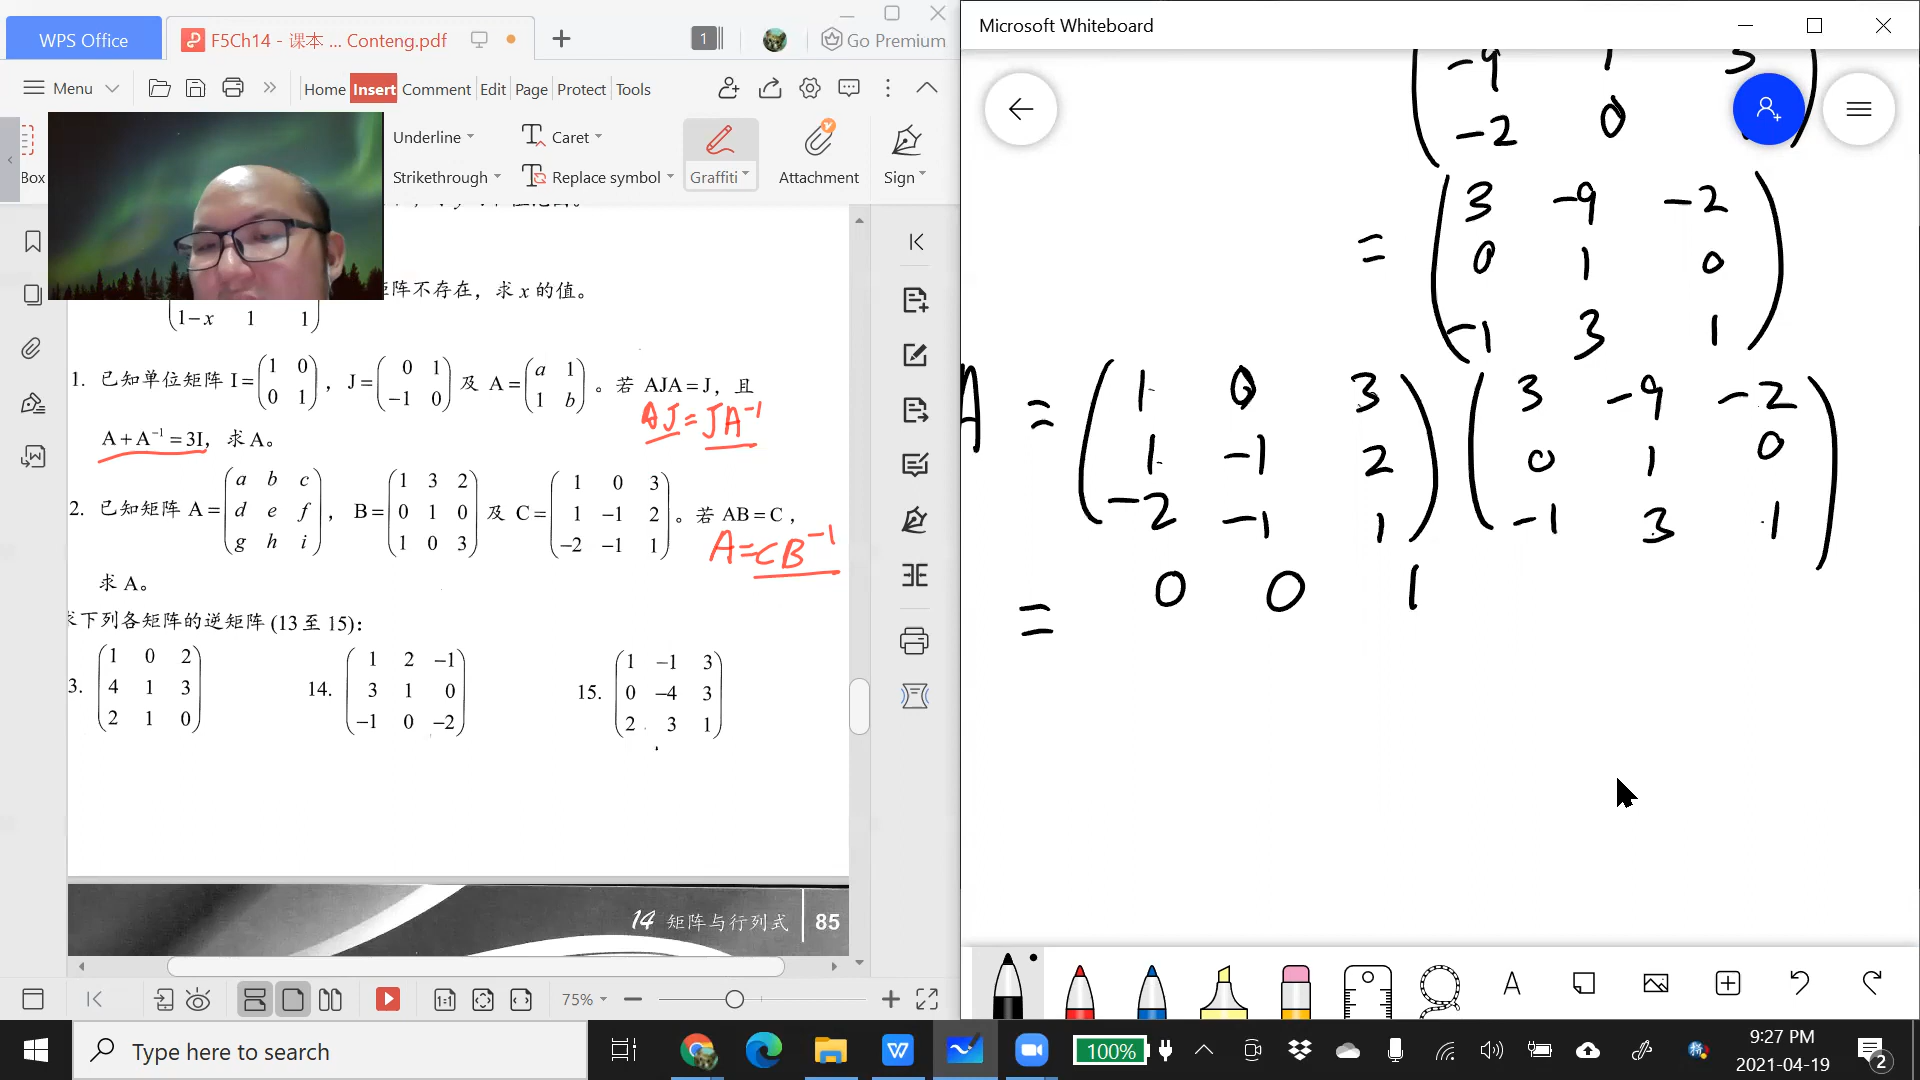 WPS Office
F5Ch14 - 课本 ... Conteng.pdf
1
Go Premium
Menu
Home Insert Comment Edit Page Protect Tools
Box
Underline
Caret
Strikethrough
Replace symbol
Graffiti
Attachment
Sign
矩阵不存在，求 x 的值。
1−x 1 1
1. 已知单位矩阵 I = (1 0
0 1)，J = (0 1
−1 0) 及 A = (a 1
1 b)。若 AJA = J，且
AJ = JA⁻¹
A + A⁻¹ = 3I，求 A。
2. 已知矩阵 A = (a b c
d e f
g h i)，B = (1 3 2
0 1 0
1 0 3) 及 C = (1 0 3
1 −1 2
−2 −1 1)。若 AB = C，
A = CB⁻¹
求 A。
求下列各矩阵的逆矩阵 (13 至 15)：
3. (1 0 2
4 1 3
2 1 0)
14. (1 2 −1
3 1 0
−1 0 −2)
15. (1 −1 3
0 −4 3
2 3 1)
14 矩阵与行列式 85
75%
Microsoft Whiteboard
−9 1 3
−2 0
= (3 −9 −2
0 1 0
−1 3 1)
A = (1 0 3
1 −1 2
−2 −1 1) (3 −9 −2
0 1 0
−1 3 1)
= 0 0 1
Type here to search
100%
9:27 PM
2021-04-19
2